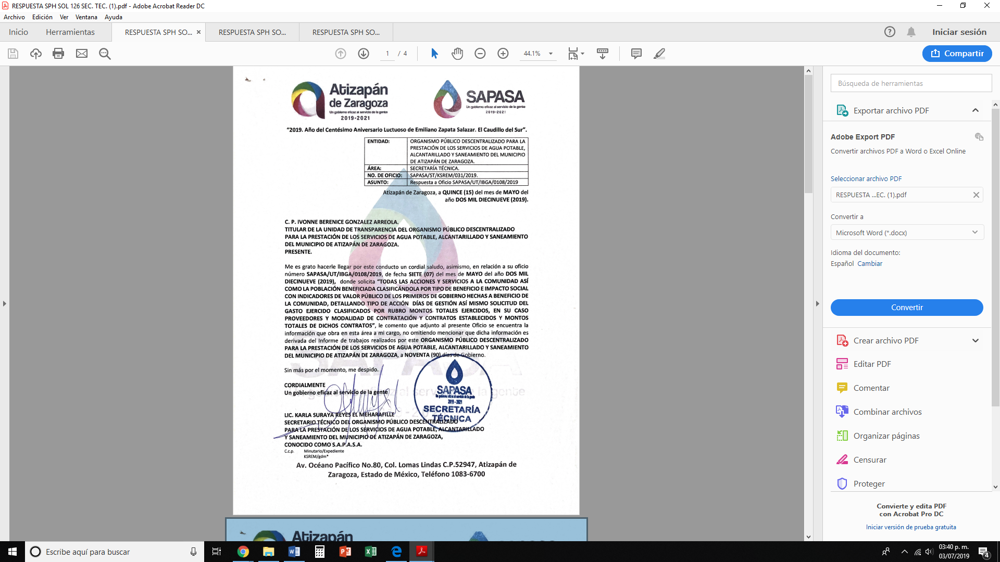 RESPUESTA SPH SOL 126 SEC. TEC. (1).pdf - Adobe Acrobat Reader DC
Archivo Edición Ver Ventana Ayuda
Inicio Herramientas RESPUESTA SPH SO... × RESPUESTA SPH SO... RESPUESTA SPH SO... Iniciar sesión
1 / 4 44.1% Compartir
Atizapán
de Zaragoza
Un gobierno eficaz al servicio de la gente
2019-2021
SAPASA
Un gobierno eficaz al servicio de la gente
2019-2021
“2019. Año del Centésimo Aniversario Luctuoso de Emiliano Zapata Salazar. El Caudillo del Sur”.
ENTIDAD: ORGANISMO PÚBLICO DESCENTRALIZADO PARA LA
PRESTACIÓN DE LOS SERVICIOS DE AGUA POTABLE,
ALCANTARILLADO Y SANEAMIENTO DEL MUNICIPIO
DE ATIZAPÁN DE ZARAGOZA.
ÁREA: SECRETARÍA TÉCNICA.
NO. DE OFICIO: SAPASA/ST/KSREM/031/2019.
ASUNTO: Respuesta a Oficio SAPASA/UT/IBGA/0108/2019
Atizapán de Zaragoza, a QUINCE (15) del mes de MAYO del
año DOS MIL DIECINUEVE (2019).
C. P. IVONNE BERENICE GONZALEZ ARREOLA.
TITULAR DE LA UNIDAD DE TRANSPARENCIA DEL ORGANISMO PÚBLICO DESCENTRALIZADO
PARA LA PRESTACIÓN DE LOS SERVICIOS DE AGUA POTABLE, ALCANTARILLADO Y SANEAMIENTO
DEL MUNICIPIO DE ATIZAPÁN DE ZARAGOZA.
PRESENTE.
Me es grato hacerle llegar por este conducto un cordial saludo, asimismo, en relación a su oficio
número SAPASA/UT/IBGA/0108/2019, de fecha SIETE (07) del mes de MAYO del año DOS MIL
DIECINUEVE (2019), donde solicita “TODAS LAS ACCIONES Y SERVICIOS A LA COMUNIDAD ASÍ
COMO LA POBLACIÓN BENEFICIADA CLASIFICÁNDOLA POR TIPO DE BENEFICIO E IMPACTO SOCIAL
CON INDICADORES DE VALOR PÚBLICO DE LOS PRIMEROS DE GOBIERNO HECHAS A BENEFICIO DE
LA COMUNIDAD, DETALLANDO TIPO DE ACCIÓN DÍAS DE GESTIÓN ASÍ MISMO SOLICITUD DEL
GASTO EJERCIDO CLASIFICADOS POR RUBRO MONTOS TOTALES EJERCIDOS, EN SU CASO
PROVEEDORES Y MODALIDAD DE CONTRATACIÓN Y CONTRATOS ESTABLECIDOS Y MONTOS
TOTALES DE DICHOS CONTRATOS”, le comento que adjunto al presente Oficio se encuentra la
información que obra en esta área a mi cargo, no omitiendo mencionar que dicha información es
derivada del Informe de trabajos realizados por este ORGANISMO PÚBLICO DESCENTRALIZADO
PARA LA PRESTACIÓN DE LOS SERVICIOS DE AGUA POTABLE, ALCANTARILLADO Y SANEAMIENTO
DEL MUNICIPIO DE ATIZAPÁN DE ZARAGOZA, a NOVENTA (90) días de Gobierno.
Sin más por el momento, me despido.
CORDIALMENTE
Un gobierno eficaz al servicio de la gente
SAPASA
Un gobierno eficaz al servicio de la gente
2019 - 2021
SECRETARÍA
TÉCNICA
LIC. KARLA SURAYA REYES EL MEHARAFILLE
SECRETARIO TÉCNICO DEL ORGANISMO PÚBLICO DESCENTRALIZADO
PARA LA PRESTACIÓN DE LOS SERVICIOS DE AGUA POTABLE, ALCANTARILLADO
Y SANEAMIENTO DEL MUNICIPIO DE ATIZAPÁN DE ZARAGOZA,
CONOCIDO COMO S.A.P.A.S.A.
C.c.p. Minutario/Expediente
KSREM/gdm*
Av. Océano Pacífico No.80, Col. Lomas Lindas C.P.52947, Atizapán de
Zaragoza, Estado de México, Teléfono 1083-6700
Atizapán
Búsqueda de herramientas
Exportar archivo PDF
Adobe Export PDF
Convertir archivos PDF a Word o Excel Online
Seleccionar archivo PDF
RESPUESTA ...EC. (1).pdf
Convertir a
Microsoft Word (*.docx)
Idioma del documento:
Español Cambiar
Convertir
Crear archivo PDF
Editar PDF
Comentar
Combinar archivos
Organizar páginas
Censurar
Proteger
Convierte y edita PDF
con Acrobat Pro DC
Iniciar versión de prueba gratuita
Escribe aquí para buscar
03:40 p. m.
03/07/2019
4